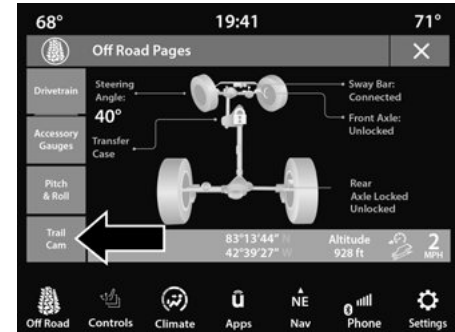 68°
19:41
71°
Off Road Pages
X
Drivetrain
Accessory
Gauges
Pitch
& Roll
Trail
Cam
Steering
Angle:
40°
Transfer
Case
Sway Bar:
Connected
Front Axle:
Unlocked
Rear
Axle Locked
Unlocked
83°13'44" N
42°39'27" W
Altitude
928 ft
2
MPH
NE
Off Road
Controls
Climate
Apps
Nav
Phone
Settings